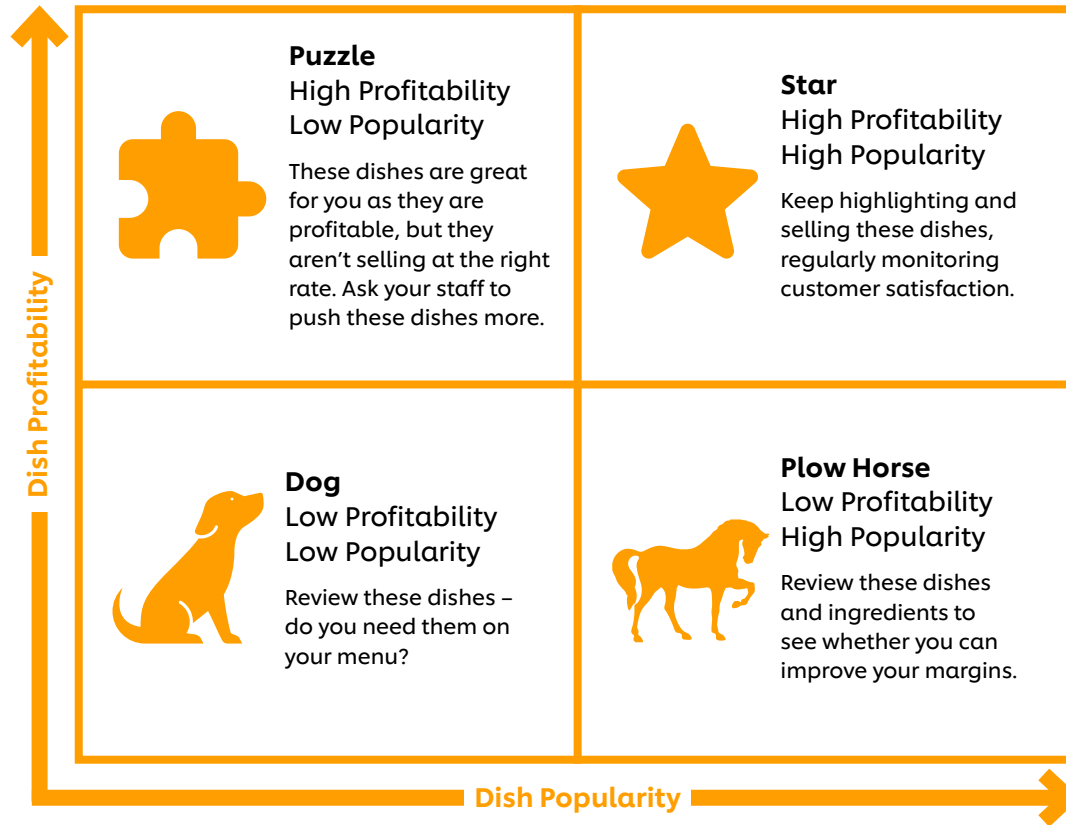 Puzzle
High Profitability
Low Popularity
These dishes are great
for you as they are
profitable, but they
aren’t selling at the right
rate. Ask your staff to
push these dishes more.
Star
High Profitability
High Popularity
Keep highlighting and
selling these dishes,
regularly monitoring
customer satisfaction.
Dish Profitability
Dog
Low Profitability
Low Popularity
Review these dishes –
do you need them on
your menu?
Plow Horse
Low Profitability
High Popularity
Review these dishes
and ingredients to
see whether you can
improve your margins.
Dish Popularity